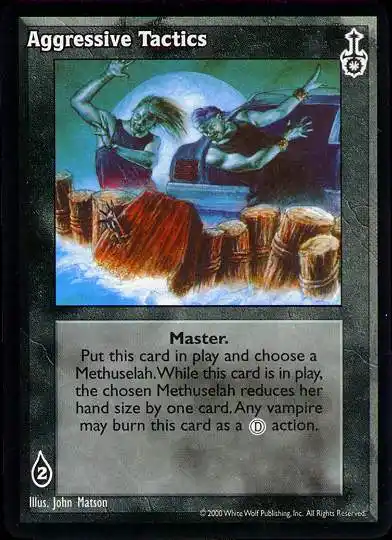 Aggressive Tactics
Master.
Put this card in play and choose a
Methuselah. While this card is in play,
the chosen Methuselah reduces her
hand size by one card. Any vampire
may burn this card as a Ⓓ action.
2
Illus. John Matson
© 2000 White Wolf Publishing, Inc. All Rights Reserved.